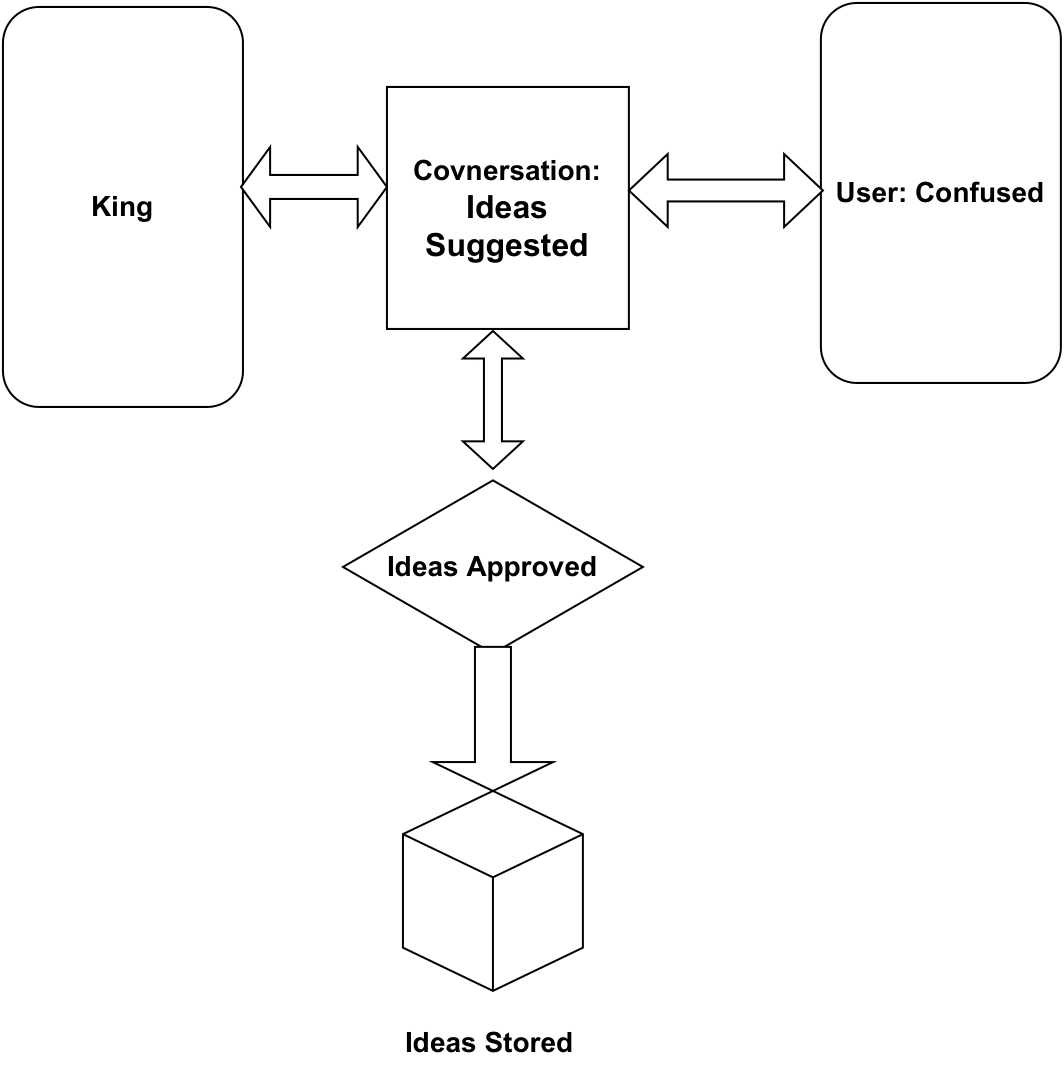 King
Covnersation:
Ideas
Suggested
User: Confused
Ideas Approved
Ideas Stored